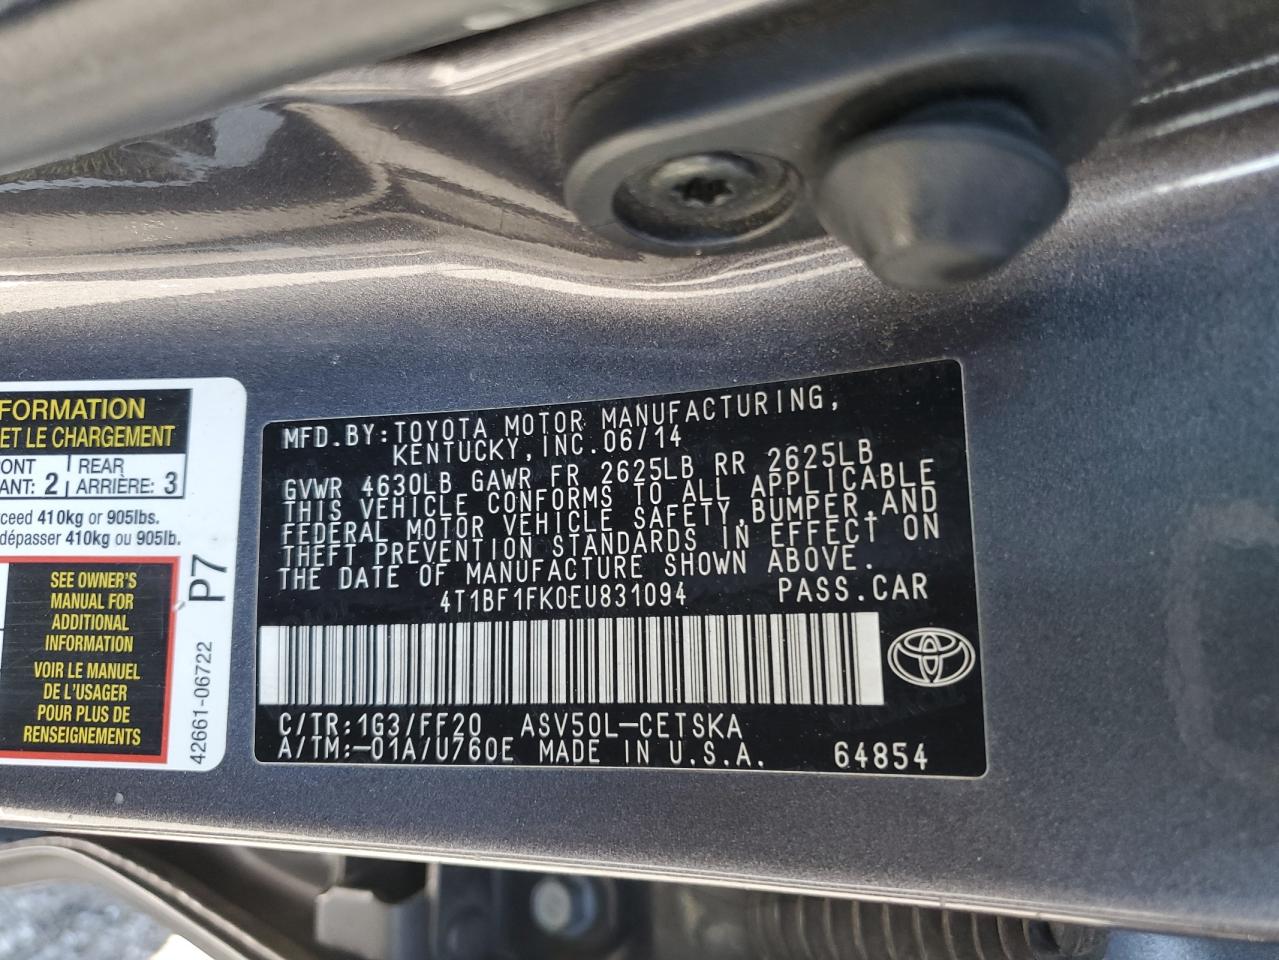 FORMATION
ET LE CHARGEMENT
ONT 2 REAR 3
ANT: ARRIÈRE:
ceed 410kg or 905lbs.
dépasser 410kg ou 905lb.
SEE OWNER'S
MANUAL FOR
ADDITIONAL
INFORMATION
VOIR LE MANUEL
DE L'USAGER
POUR PLUS DE
RENSEIGNEMENTS
42661-06722 P7
MFD.BY:TOYOTA MOTOR MANUFACTURING,
KENTUCKY,INC.06/14
GVWR 4630LB GAWR FR 2625LB RR 2625LB
THIS VEHICLE CONFORMS TO ALL APPLICABLE
FEDERAL MOTOR VEHICLE SAFETY,BUMPER,AND
THEFT PREVENTION STANDARDS IN EFFECT ON
THE DATE OF MANUFACTURE SHOWN ABOVE.
4T1BF1FK0EU831094 PASS.CAR
C/TR:1G3/FF20 ASV50L-CETSKA
A/TM:-01A/U760E MADE IN U.S.A. 64854